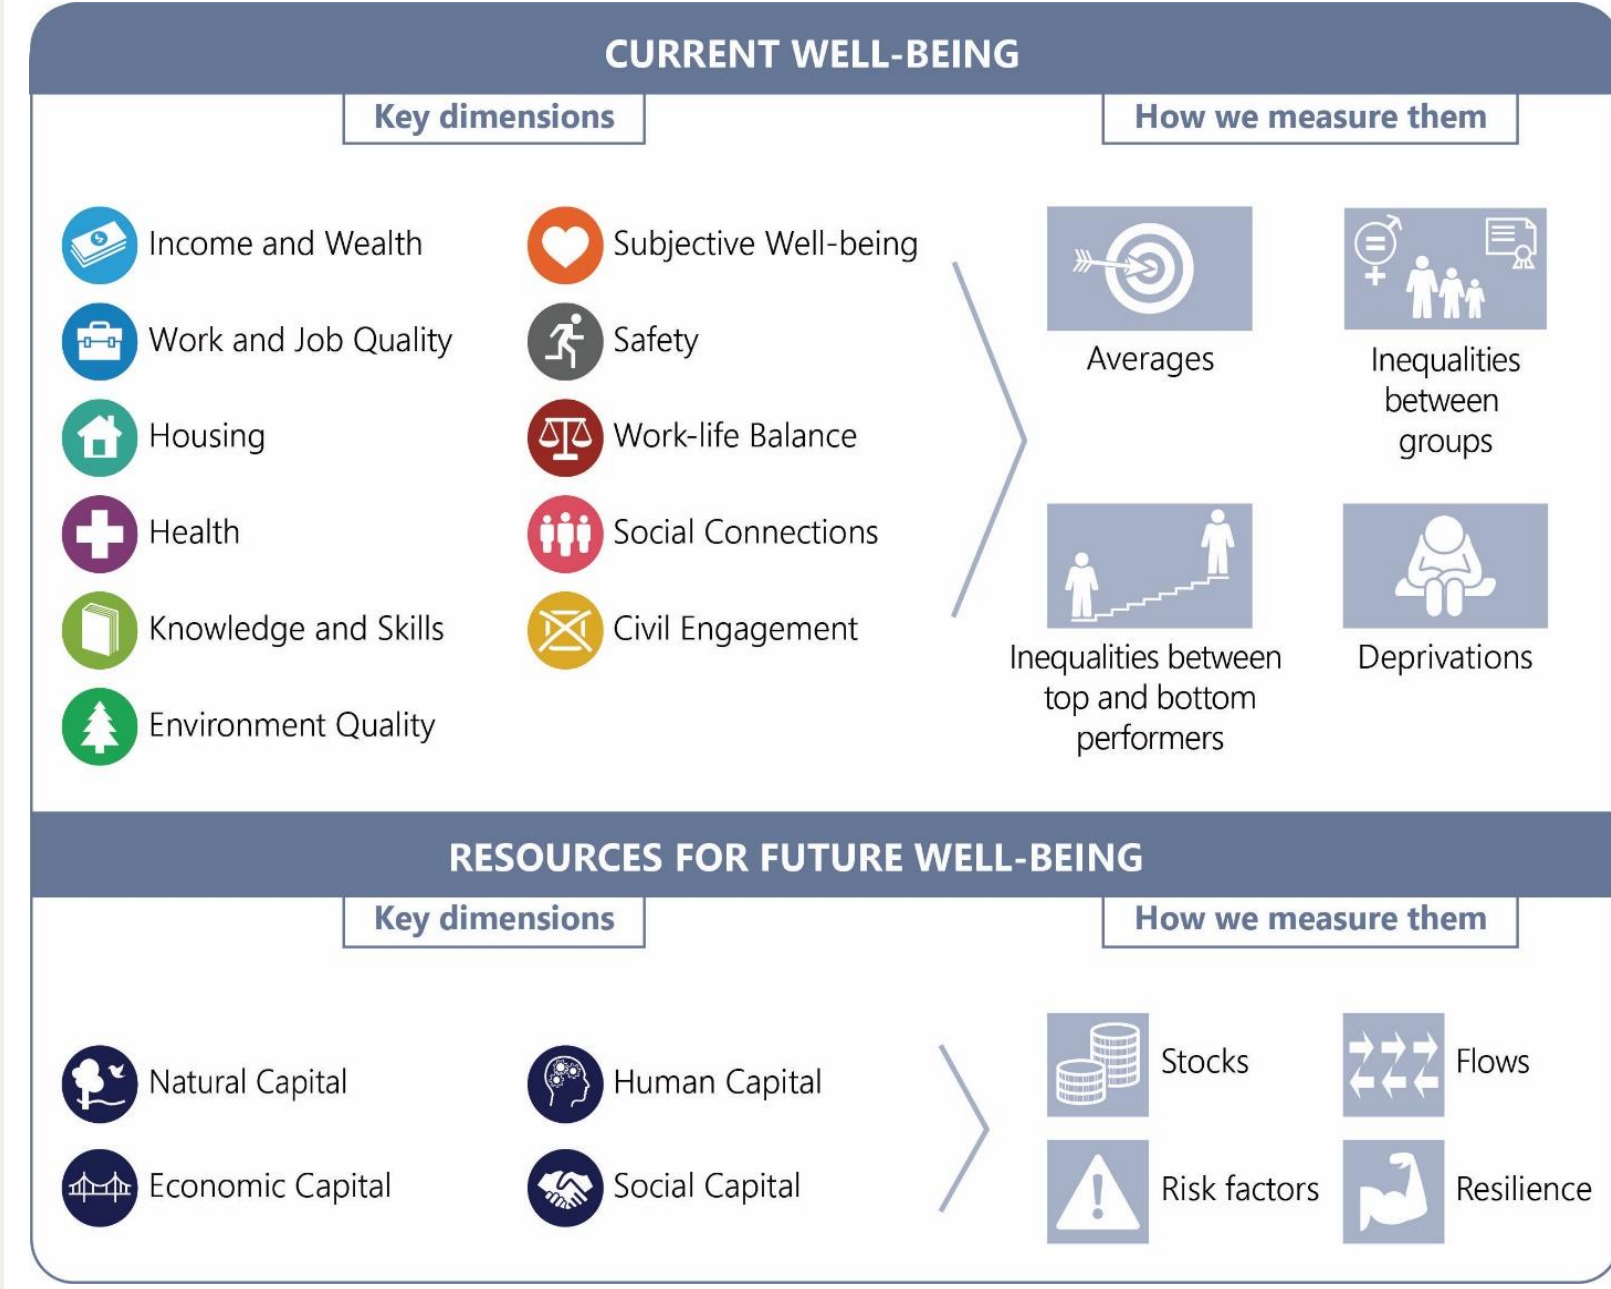 CURRENT WELL-BEING
Key dimensions
How we measure them
Income and Wealth
Work and Job Quality
Housing
Health
Knowledge and Skills
Environment Quality
Subjective Well-being
Safety
Work-life Balance
Social Connections
Civil Engagement
Averages
Inequalities
between
groups
Inequalities between
top and bottom
performers
Deprivations
RESOURCES FOR FUTURE WELL-BEING
Key dimensions
How we measure them
Natural Capital
Economic Capital
Human Capital
Social Capital
Stocks
Flows
Risk factors
Resilience